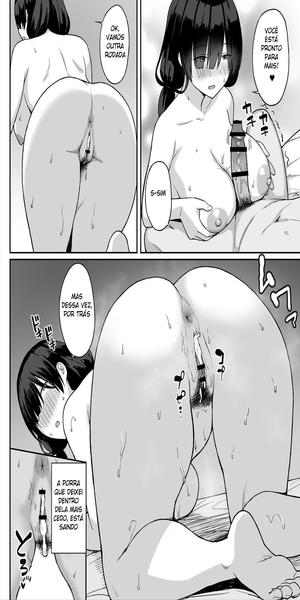 VOCÊ
ESTÁ
PRONTO
PARA
MAIS!
♥
S-SIM
OK,
VAMOS
OUTRA
RODADA
MAS
DESSA VEZ,
POR TRÁS
A PORRA
QUE DEIXEI
DENTRO
DELA MAIS
CEDO, ESTÁ
SAINDO